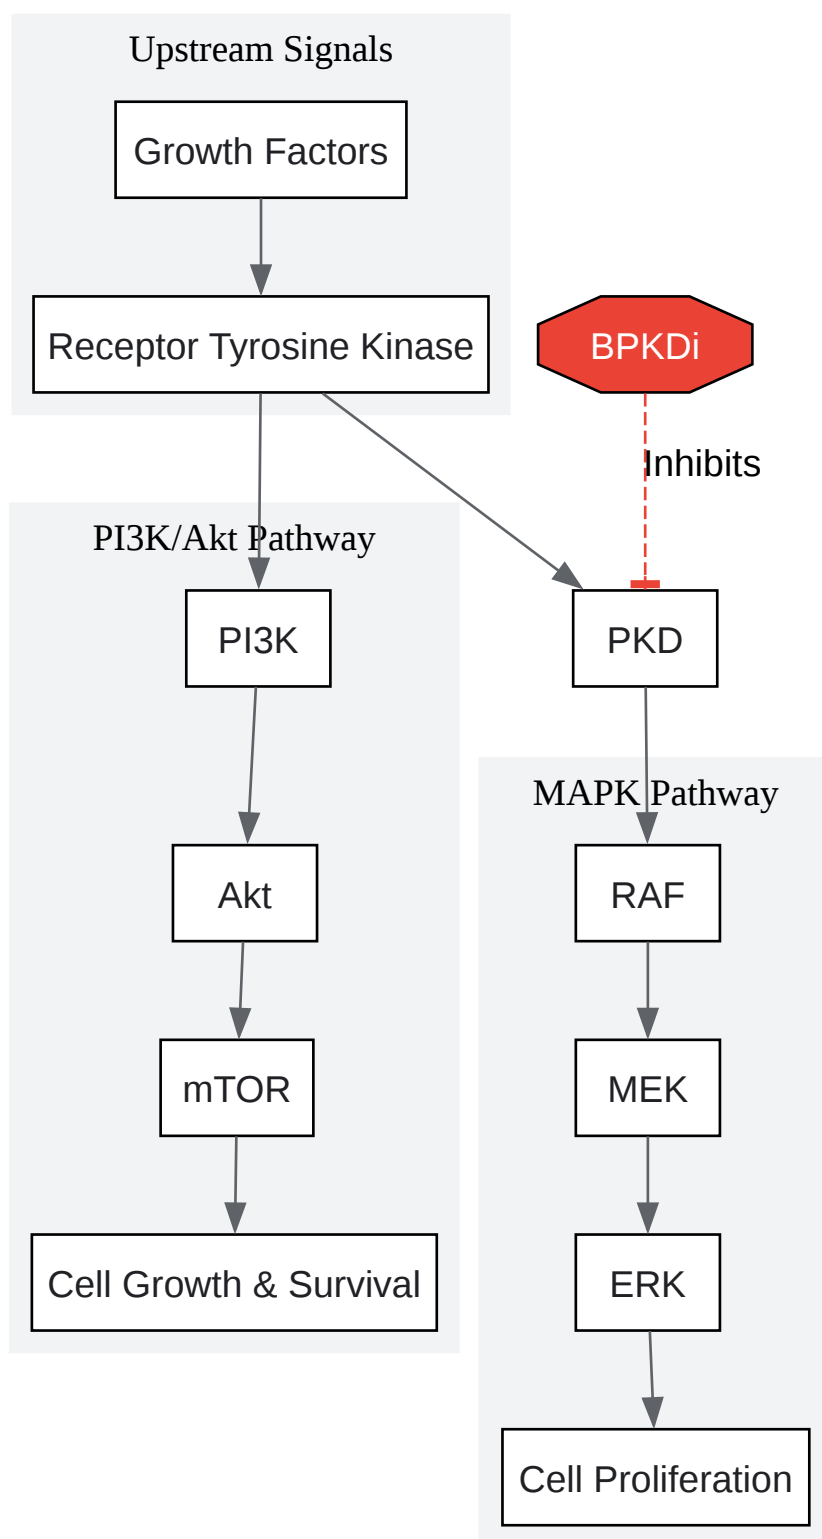 Upstream Signals
Growth Factors
Receptor Tyrosine Kinase
BPKDi
Inhibits
PI3K/Akt Pathway
PI3K
PKD
MAPK Pathway
Akt
RAF
mTOR
MEK
Cell Growth & Survival
ERK
Cell Proliferation